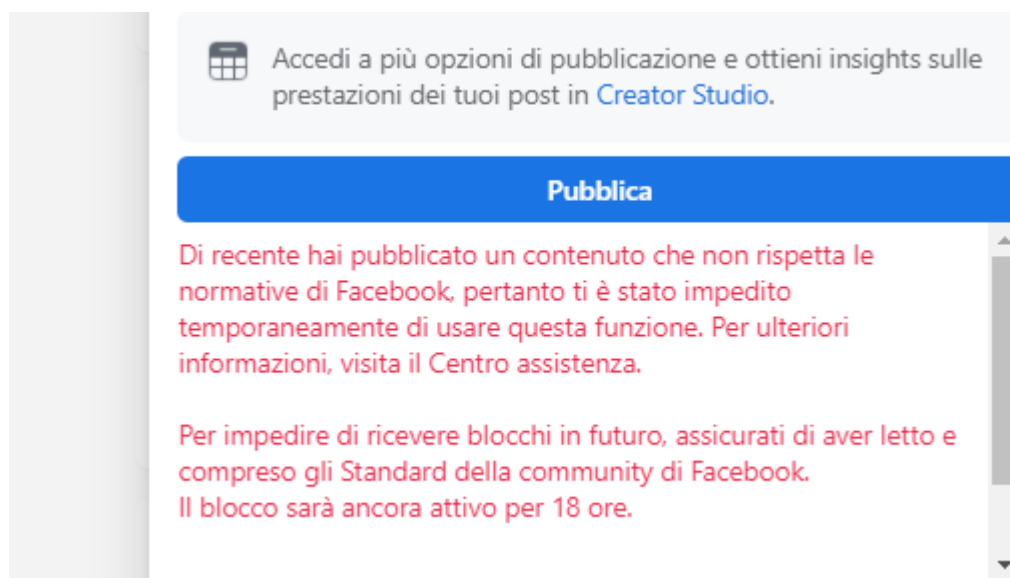 Accedi a più opzioni di pubblicazione e ottieni insights sulle
prestazioni dei tuoi post in Creator Studio.
Pubblica
Di recente hai pubblicato un contenuto che non rispetta le
normative di Facebook, pertanto ti è stato impedito
temporaneamente di usare questa funzione. Per ulteriori
informazioni, visita il Centro assistenza.
Per impedire di ricevere blocchi in futuro, assicurati di aver letto e
compreso gli Standard della community di Facebook.
Il blocco sarà ancora attivo per 18 ore.